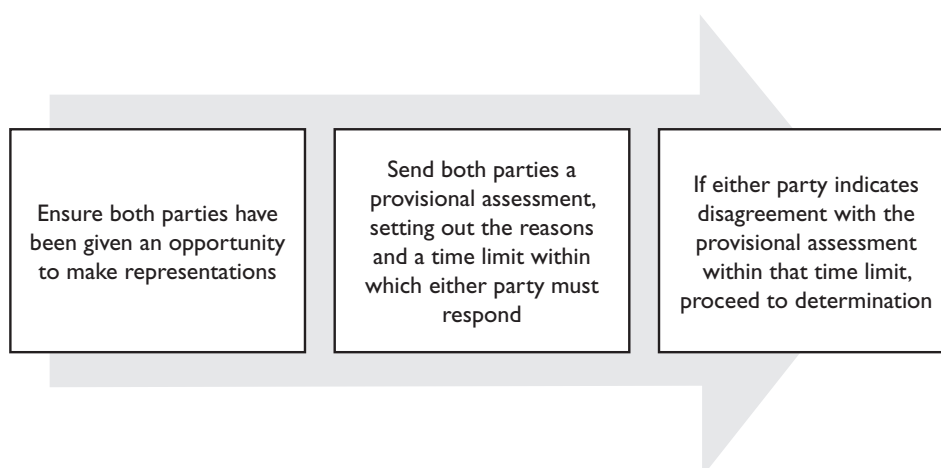 Ensure both parties have
been given an opportunity
to make representations
Send both parties a
provisional assessment,
setting out the reasons
and a time limit within
which either party must
respond
If either party indicates
disagreement with the
provisional assessment
within that time limit,
proceed to determination